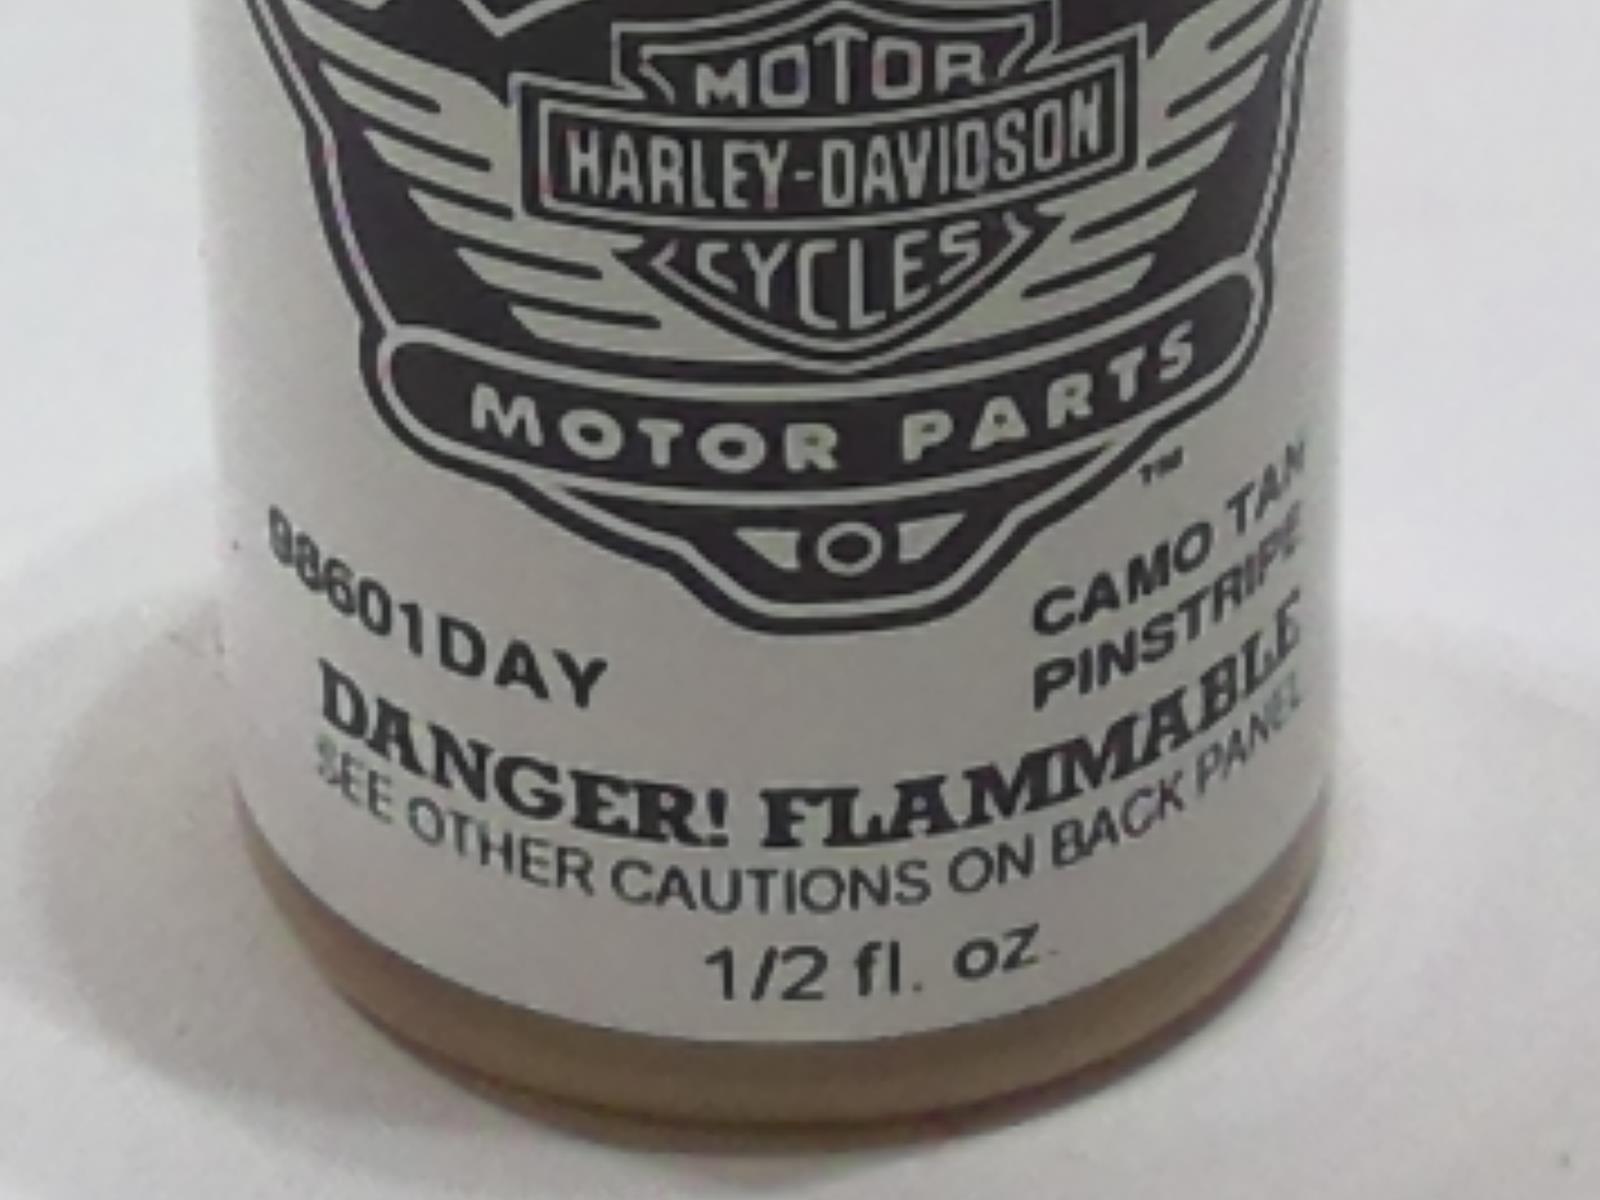 MOTOR
HARLEY-DAVIDSON
CYCLES
MOTOR PARTS
TM
98601DAY
CAMO TAN
PINSTRIPE
DANGER! FLAMMABLE
SEE OTHER CAUTIONS ON BACK PANEL
1/2 fl. oz.